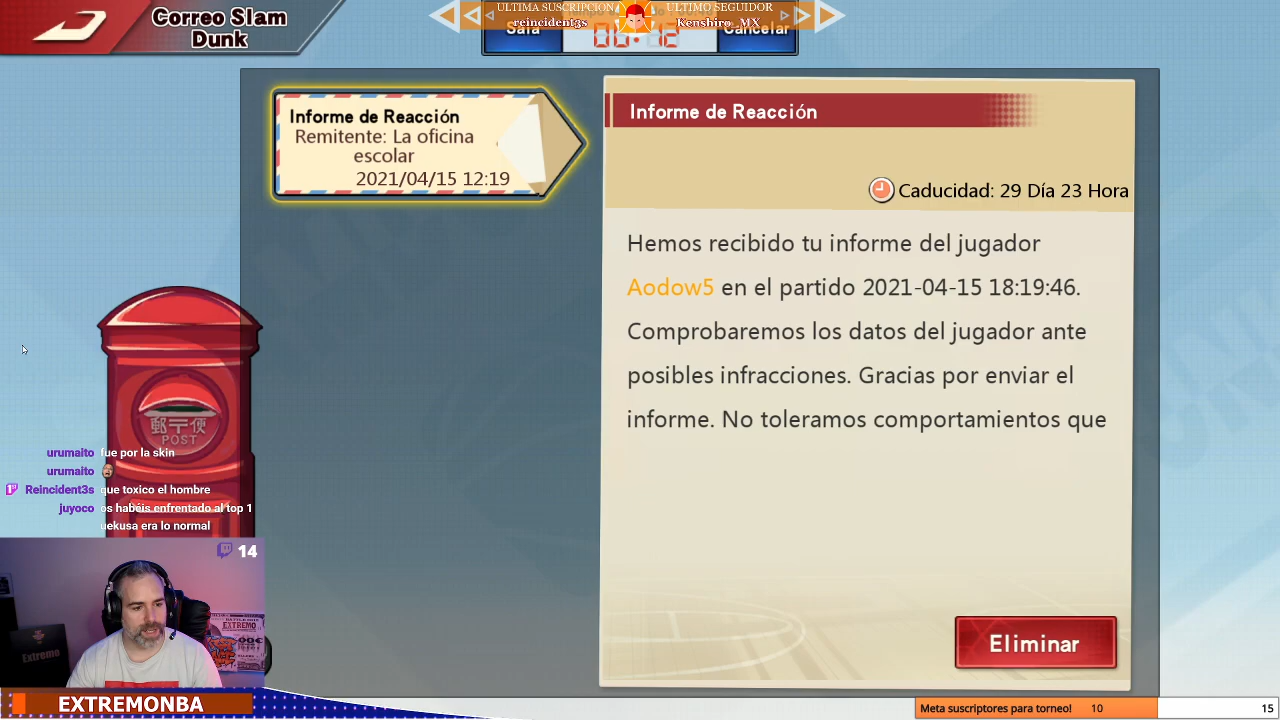 Correo Slam
Dunk
ULTIMA SUSCRIPCION
reincident3s
ULTIMO SEGUIDOR
Kenshiro_MX
Sala
Cancelar
Informe de Reacción
Remitente: La oficina
escolar
2021/04/15 12:19
Informe de Reacción
Caducidad: 29 Día 23 Hora
Hemos recibido tu informe del jugador
Aodow5 en el partido 2021-04-15 18:19:46.
Comprobaremos los datos del jugador ante
posibles infracciones. Gracias por enviar el
informe. No toleramos comportamientos que
Eliminar
郵便
POST
urumaito fue por la skin
urumaito
Reincident3s que toxico el hombre
juyoco os habéis enfrentado al top 1
uekusa era lo normal
14
Extremo
EXTREMO
EXTREMONBA
Meta suscriptores para torneo! 10
15